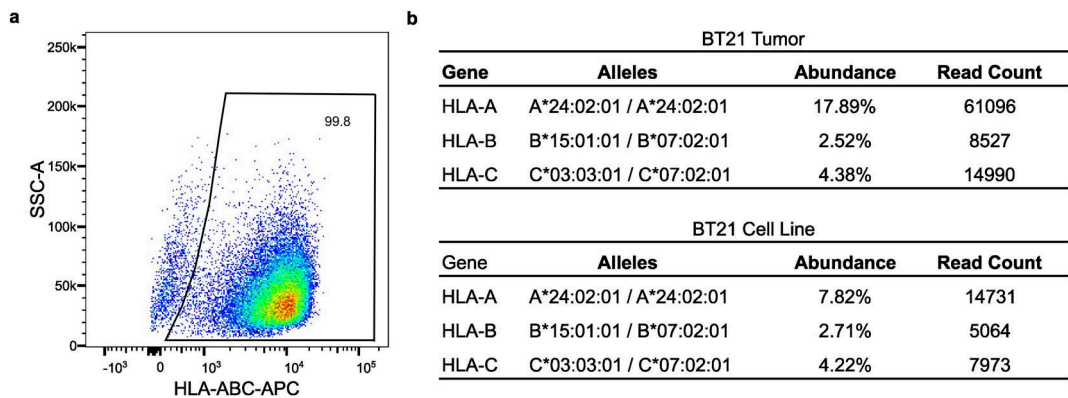 a
250k
200k
150k
100k
50k
0
SSC-A
99.8
-10³ 0 10³ 10⁴ 10⁵
HLA-ABC-APC
b
BT21 Tumor
Gene Alleles Abundance Read Count
HLA-A A*24:02:01 / A*24:02:01 17.89% 61096
HLA-B B*15:01:01 / B*07:02:01 2.52% 8527
HLA-C C*03:03:01 / C*07:02:01 4.38% 14990
BT21 Cell Line
Gene Alleles Abundance Read Count
HLA-A A*24:02:01 / A*24:02:01 7.82% 14731
HLA-B B*15:01:01 / B*07:02:01 2.71% 5064
HLA-C C*03:03:01 / C*07:02:01 4.22% 7973